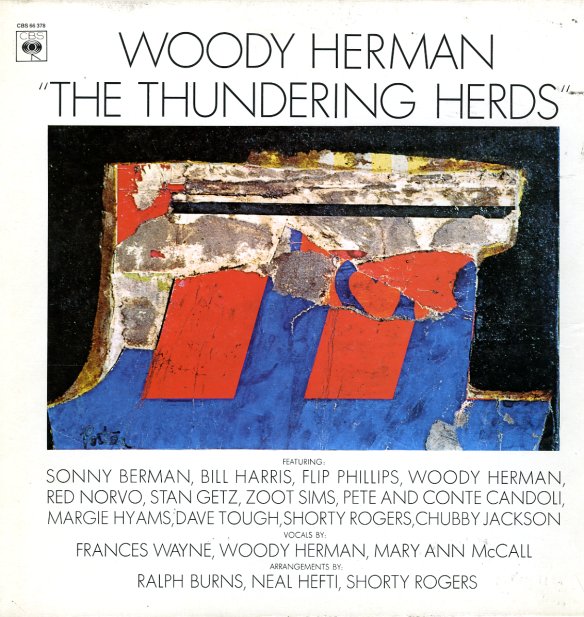 CBS 66 378
CBS
WOODY HERMAN
"THE THUNDERING HERDS"
FEATURING:
SONNY BERMAN, BILL HARRIS, FLIP PHILLIPS, WOODY HERMAN,
RED NORVO, STAN GETZ, ZOOT SIMS, PETE AND CONTE CANDOLI,
MARGIE HYAMS, DAVE TOUGH, SHORTY ROGERS, CHUBBY JACKSON
VOCALS BY:
FRANCES WAYNE, WOODY HERMAN, MARY ANN McCALL
ARRANGEMENTS BY:
RALPH BURNS, NEAL HEFTI, SHORTY ROGERS